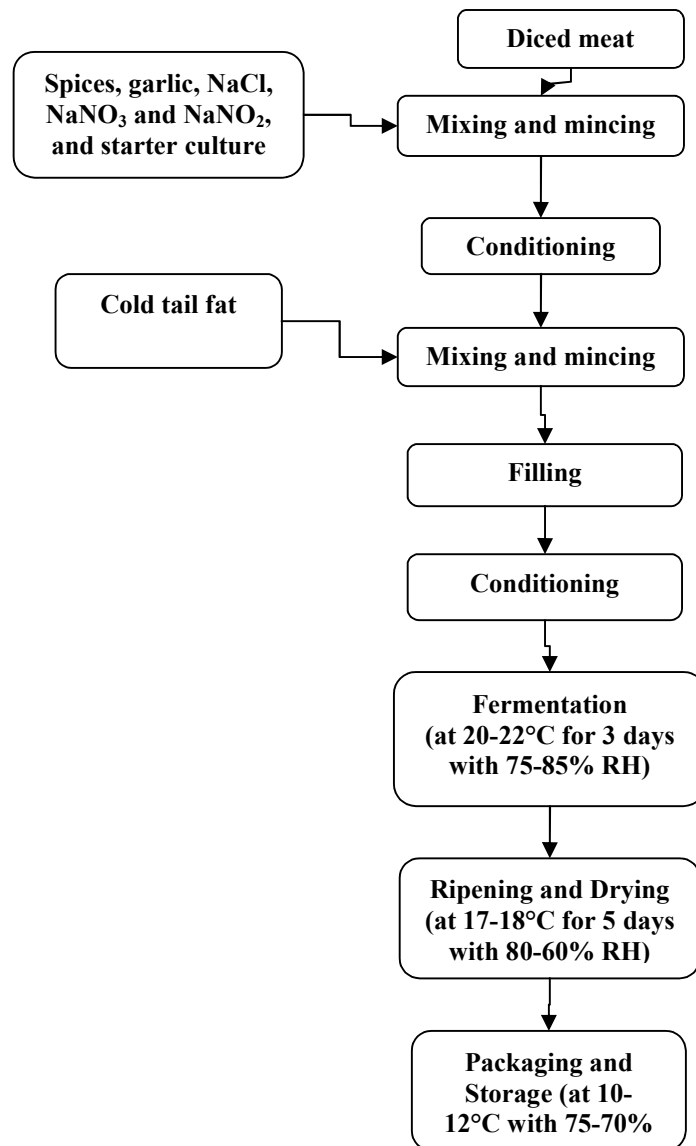 Diced meat
Spices, garlic, NaCl,
NaNO₃ and NaNO₂,
and starter culture
Mixing and mincing
Conditioning
Cold tail fat
Mixing and mincing
Filling
Conditioning
Fermentation
(at 20-22°C for 3 days
with 75-85% RH)
Ripening and Drying
(at 17-18°C for 5 days
with 80-60% RH)
Packaging and
Storage (at 10-
12°C with 75-70%